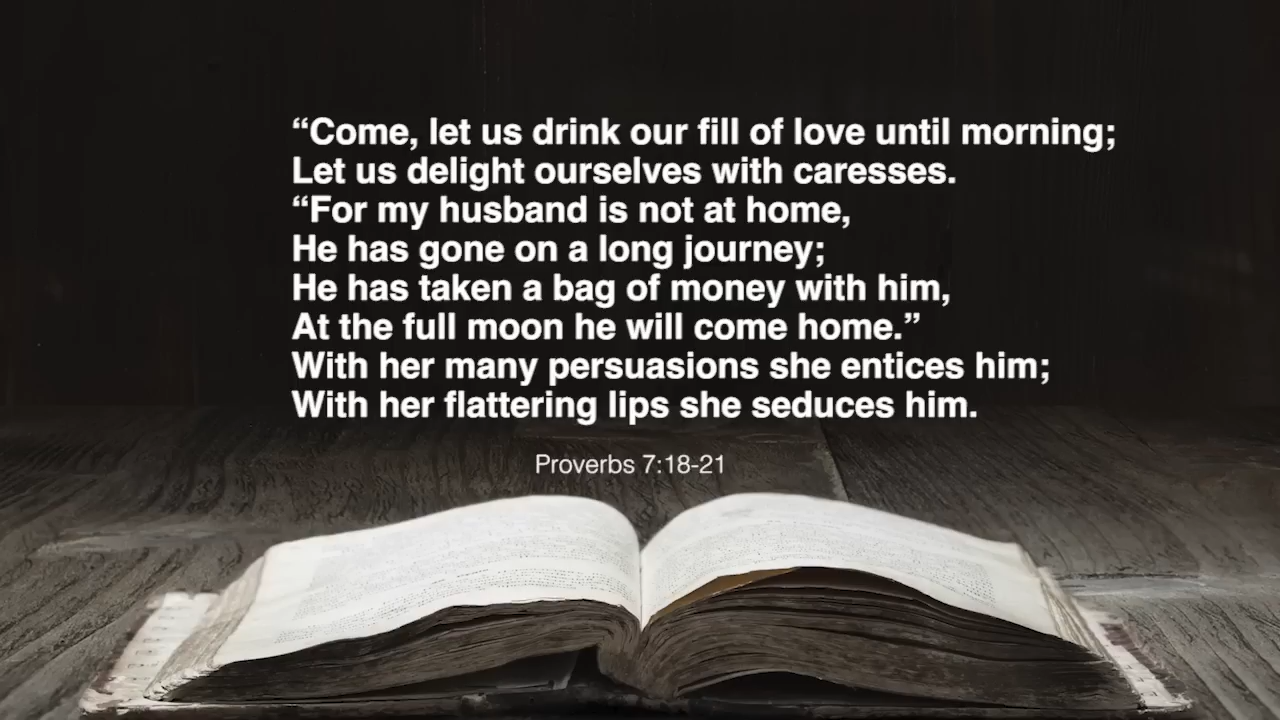 “Come, let us drink our fill of love until morning;
Let us delight ourselves with caresses.
“For my husband is not at home,
He has gone on a long journey;
He has taken a bag of money with him,
At the full moon he will come home.”
With her many persuasions she entices him;
With her flattering lips she seduces him.
Proverbs 7:18-21